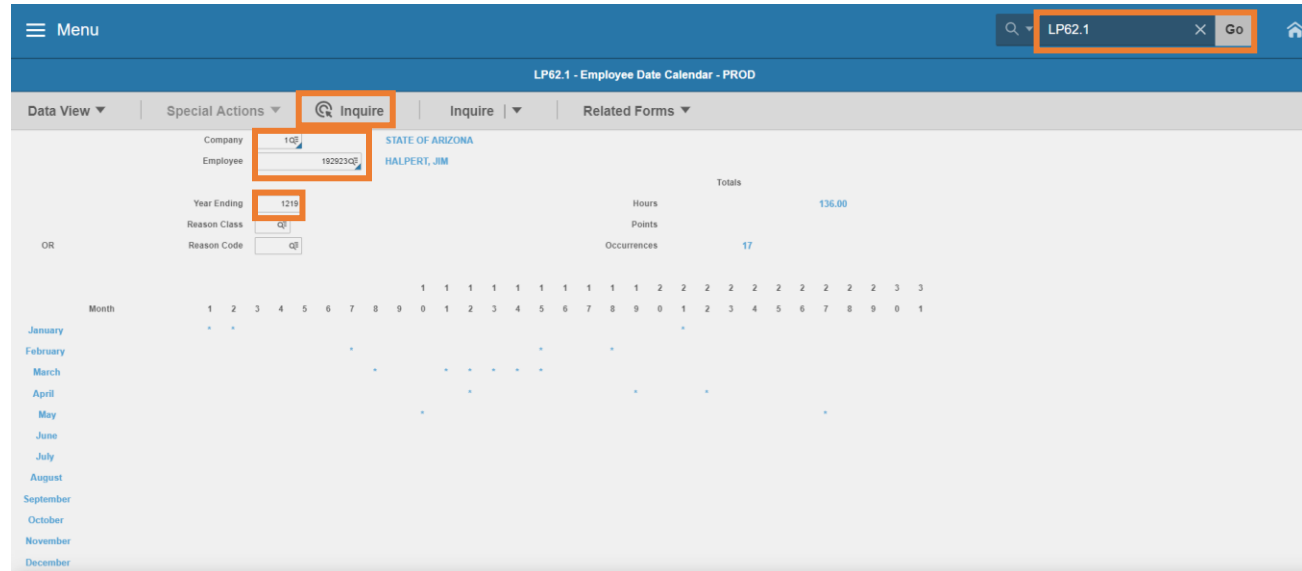 Menu LP62.1 Go
LP62.1 - Employee Date Calendar - PROD
Data View Special Actions Inquire Inquire Related Forms
Company 1 STATE OF ARIZONA
Employee 192923 HALPERT, JIM
Totals
Year Ending 1219 Hours 136.00
Reason Class Points
OR Reason Code Occurrences 17
1 1 1 1 1 1 1 1 1 1 2 2 2 2 2 2 2 2 2 2 3 3
Month 1 2 3 4 5 6 7 8 9 0 1 2 3 4 5 6 7 8 9 0 1 2 3 4 5 6 7 8 9 0 1
January * * *
February * * *
March * * * * * *
April * * *
May * *
June
July
August
September
October
November
December